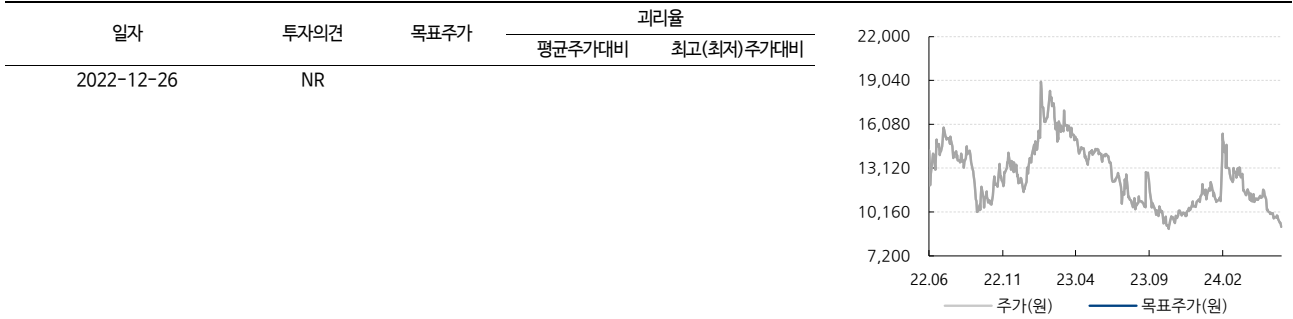 일자 투자의견 목표주가 괴리율
평균주가대비 최고(최저)주가대비
2022-12-26 NR
22,000
19,040
16,080
13,120
10,160
7,200
22.06 22.11 23.04 23.09 24.02
주가(원) 목표주가(원)